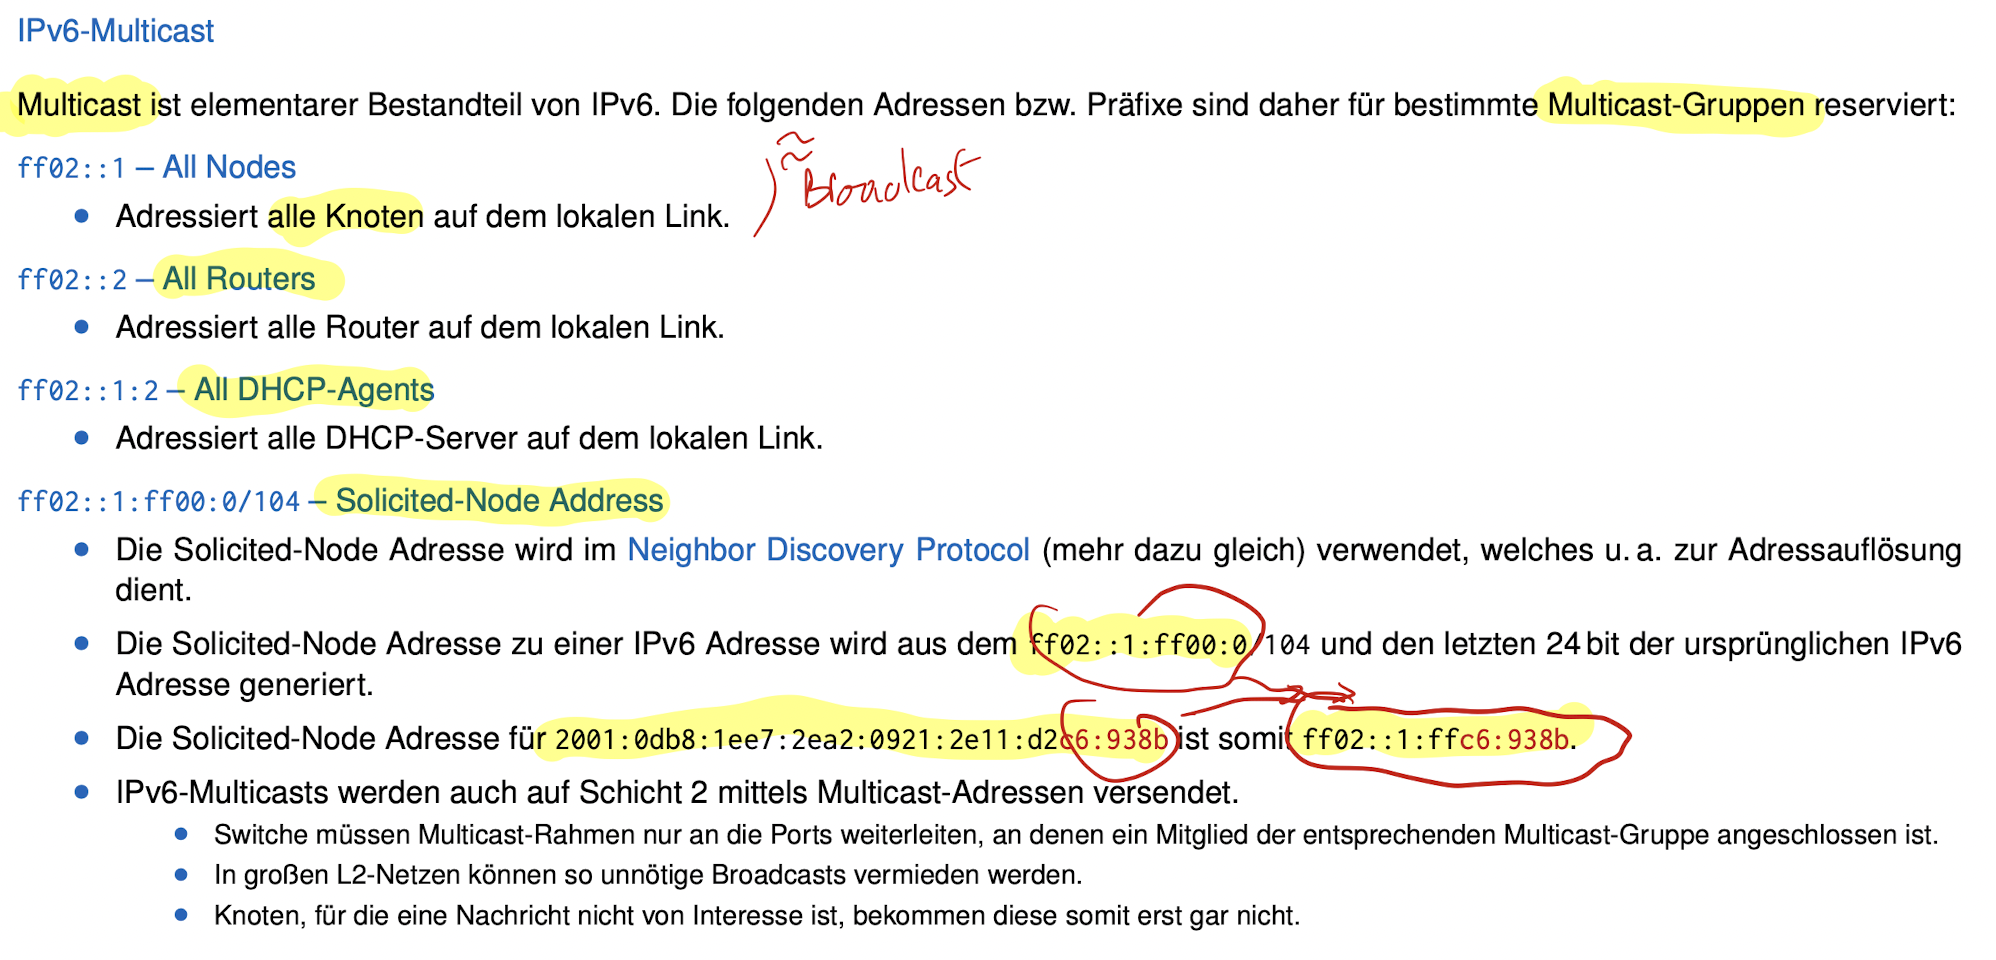 IPv6-Multicast
Multicast ist elementarer Bestandteil von IPv6. Die folgenden Adressen bzw. Präfixe sind daher für bestimmte Multicast-Gruppen reserviert:
ff02::1 – All Nodes
≈ Broadcast
• Adressiert alle Knoten auf dem lokalen Link.
ff02::2 – All Routers
• Adressiert alle Router auf dem lokalen Link.
ff02::1:2 – All DHCP-Agents
• Adressiert alle DHCP-Server auf dem lokalen Link.
ff02::1:ff00:0/104 – Solicited-Node Address
• Die Solicited-Node Adresse wird im Neighbor Discovery Protocol (mehr dazu gleich) verwendet, welches u. a. zur Adressauflösung
dient.
• Die Solicited-Node Adresse zu einer IPv6 Adresse wird aus dem ff02::1:ff00:0/104 und den letzten 24 bit der ursprünglichen IPv6
Adresse generiert.
• Die Solicited-Node Adresse für 2001:0db8:1ee7:2ea2:0921:2e11:d2c6:938b ist somit ff02::1:ffc6:938b.
• IPv6-Multicasts werden auch auf Schicht 2 mittels Multicast-Adressen versendet.
• Switche müssen Multicast-Rahmen nur an die Ports weiterleiten, an denen ein Mitglied der entsprechenden Multicast-Gruppe angeschlossen ist.
• In großen L2-Netzen können so unnötige Broadcasts vermieden werden.
• Knoten, für die eine Nachricht nicht von Interesse ist, bekommen diese somit erst gar nicht.